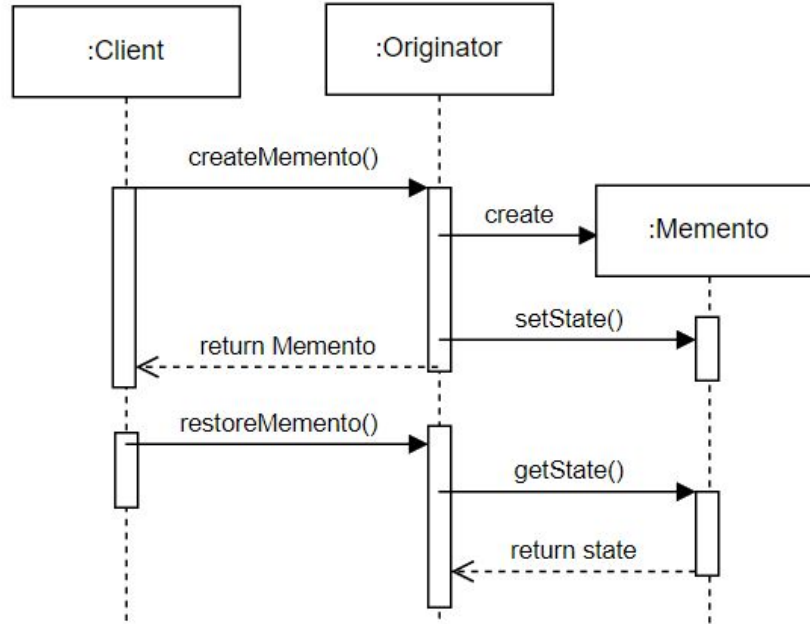 :Client
:Originator
createMemento()
create
:Memento
setState()
return Memento
restoreMemento()
getState()
return state